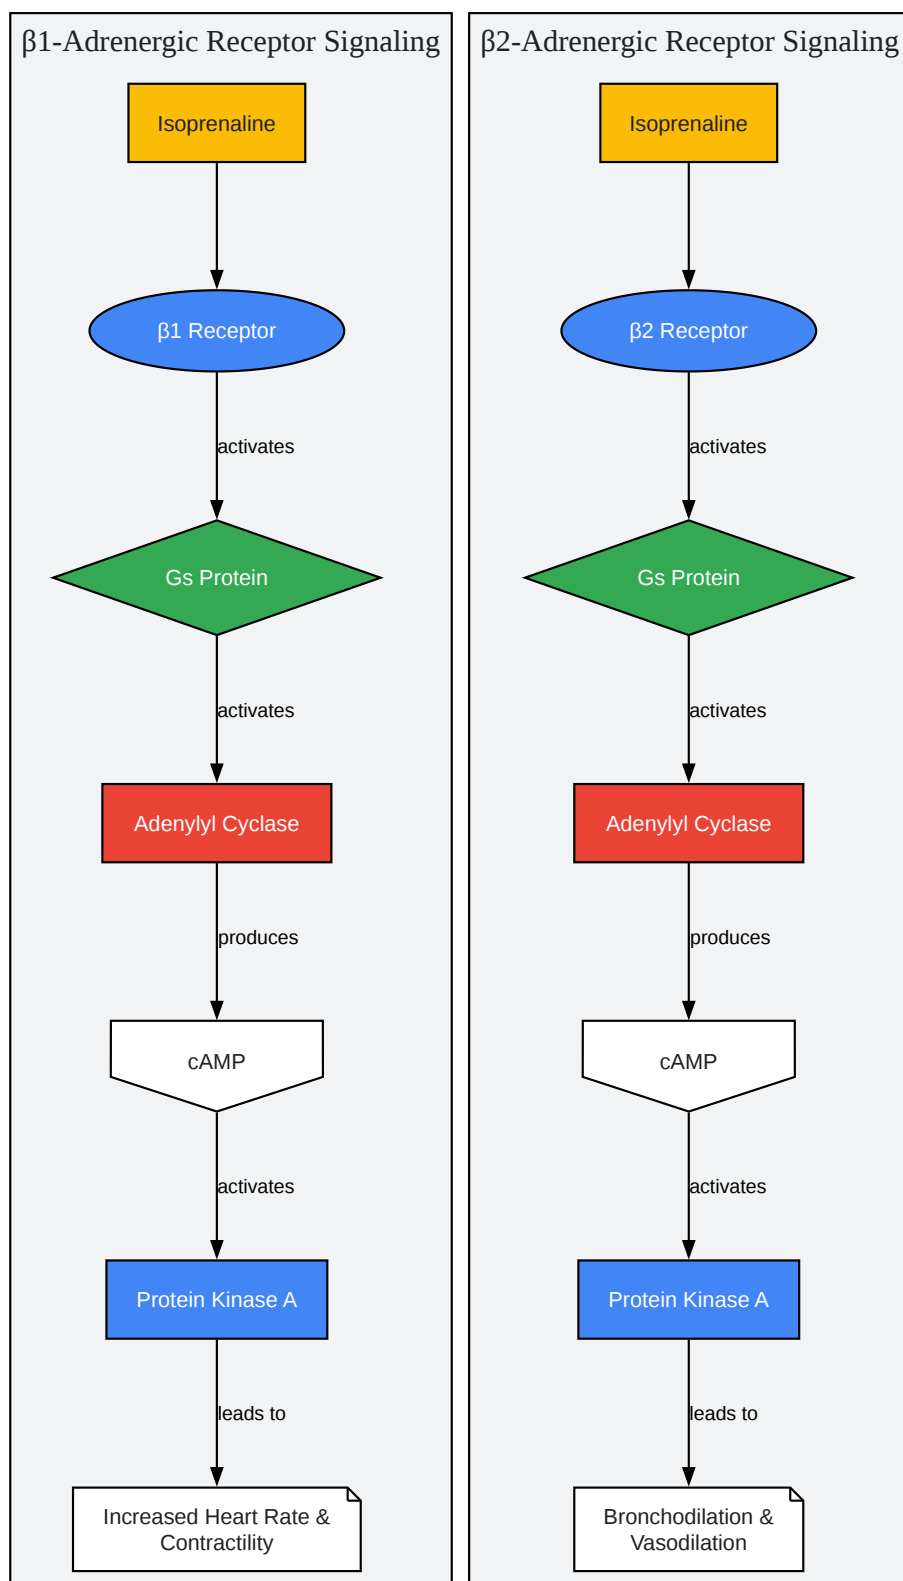 β1-Adrenergic Receptor Signaling
Isoprenaline
β1 Receptor
activates
Gs Protein
activates
Adenylyl Cyclase
produces
cAMP
activates
Protein Kinase A
leads to
Increased Heart Rate &
Contractility
β2-Adrenergic Receptor Signaling
Isoprenaline
β2 Receptor
activates
Gs Protein
activates
Adenylyl Cyclase
produces
cAMP
activates
Protein Kinase A
leads to
Bronchodilation &
Vasodilation